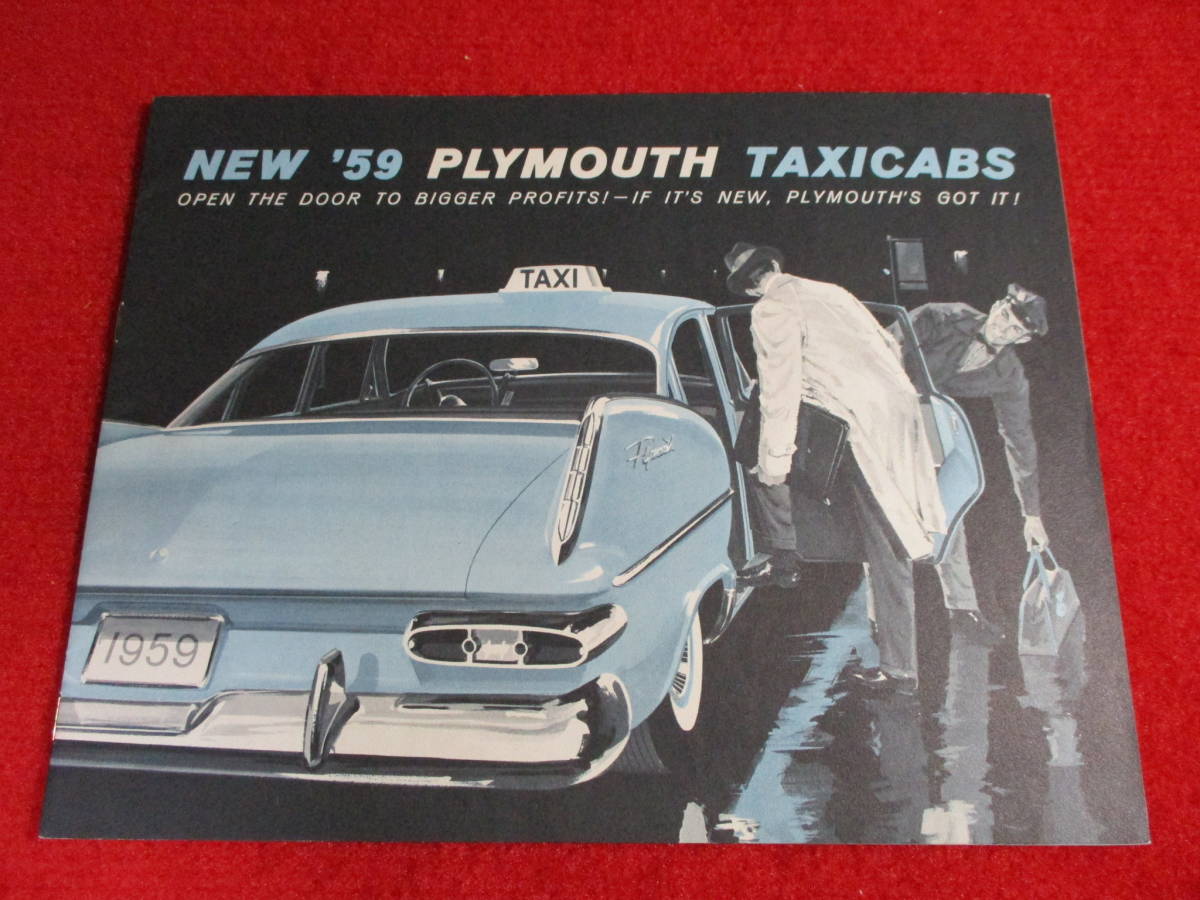 NEW '59 PLYMOUTH TAXICABS
OPEN THE DOOR TO BIGGER PROFITS!—IF IT'S NEW, PLYMOUTH'S GOT IT!
TAXI
Plymouth
1959